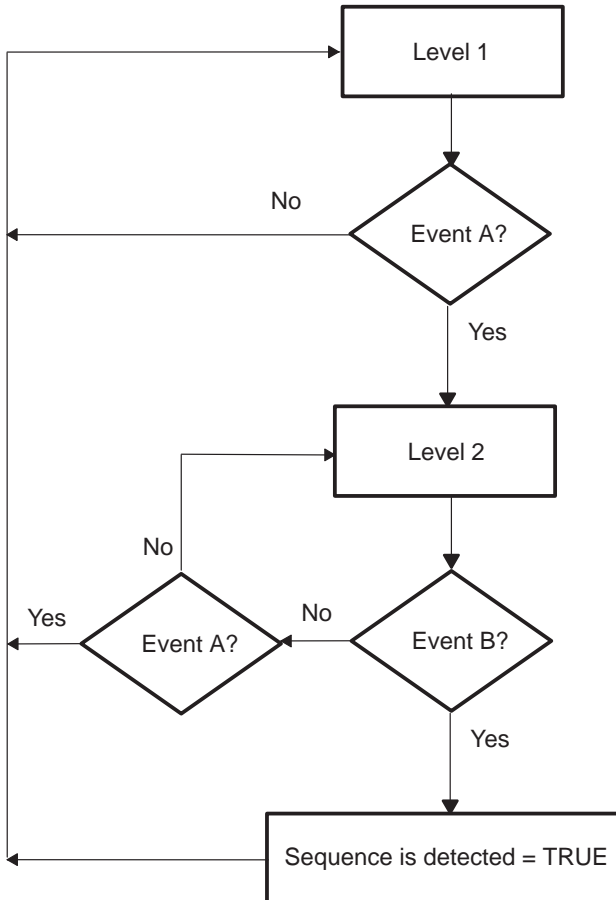 Level 1
No
Event A?
Yes
Level 2
No
Yes
Event A?
No
Event B?
Yes
Sequence is detected = TRUE